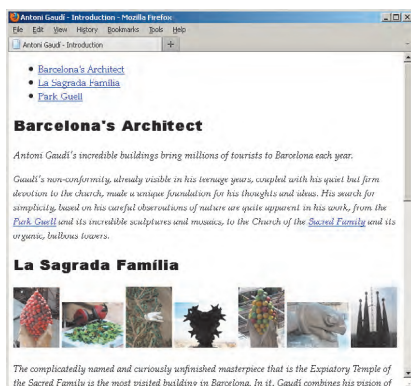 Antoni Gaudí - Introduction - Mozilla Firefox
File Edit View History Bookmarks Tools Help
Antoni Gaudí - Introduction
Barcelona's Architect
La Sagrada Família
Park Guell
Barcelona's Architect
Antoni Gaudí's incredible buildings bring millions of tourists to Barcelona each year.
Gaudí's non-conformity, already visible in his teenage years, coupled with his quiet but firm
devotion to the church, made a unique foundation for his thoughts and ideas. His search for
simplicity, based on his careful observations of nature are quite apparent in his work, from the
Park Guell and its incredible sculptures and mosaics, to the Church of the Sacred Family and its
organic, bulbous towers.
La Sagrada Família
The complicatedly named and curiously unfinished masterpiece that is the Expiatory Temple of
the Sacred Family is the most visited building in Barcelona. In it, Gaudí combines his vision of